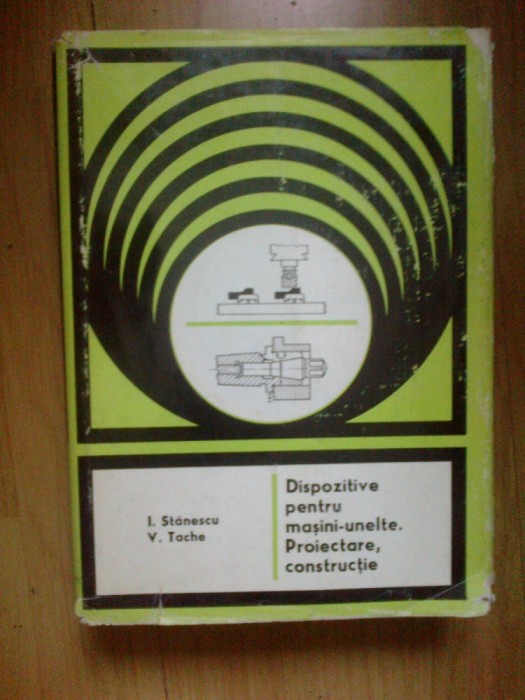 I. Stănescu
V. Tache
Dispozitive
pentru
mașini-unelte.
Proiectare,
construcție